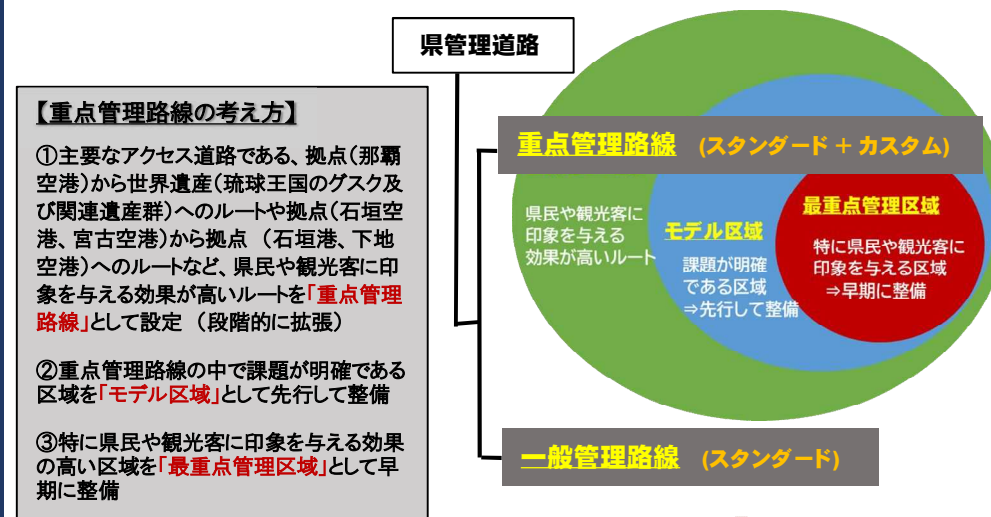 県管理道路
【重点管理路線の考え方】
①主要なアクセス道路である、拠点(那覇
空港)から世界遺産(琉球王国のグスク及
び関連遺産群)へのルートや拠点(石垣空
港、宮古空港)から拠点 (石垣港、下地
空港)へのルートなど、県民や観光客に印
象を与える効果が高いルートを「重点管理
路線」として設定 (段階的に拡張)
②重点管理路線の中で課題が明確である
区域を「モデル区域」として先行して整備
③特に県民や観光客に印象を与える効果
の高い区域を「最重点管理区域」として早
期に整備
重点管理路線 (スタンダード + カスタム)
県民や観光客に
印象を与える
効果が高いルート
モデル区域
課題が明確
である区域
⇒先行して整備
最重点管理区域
特に県民や観光客に
印象を与える区域
⇒早期に整備
一般管理路線 (スタンダード)